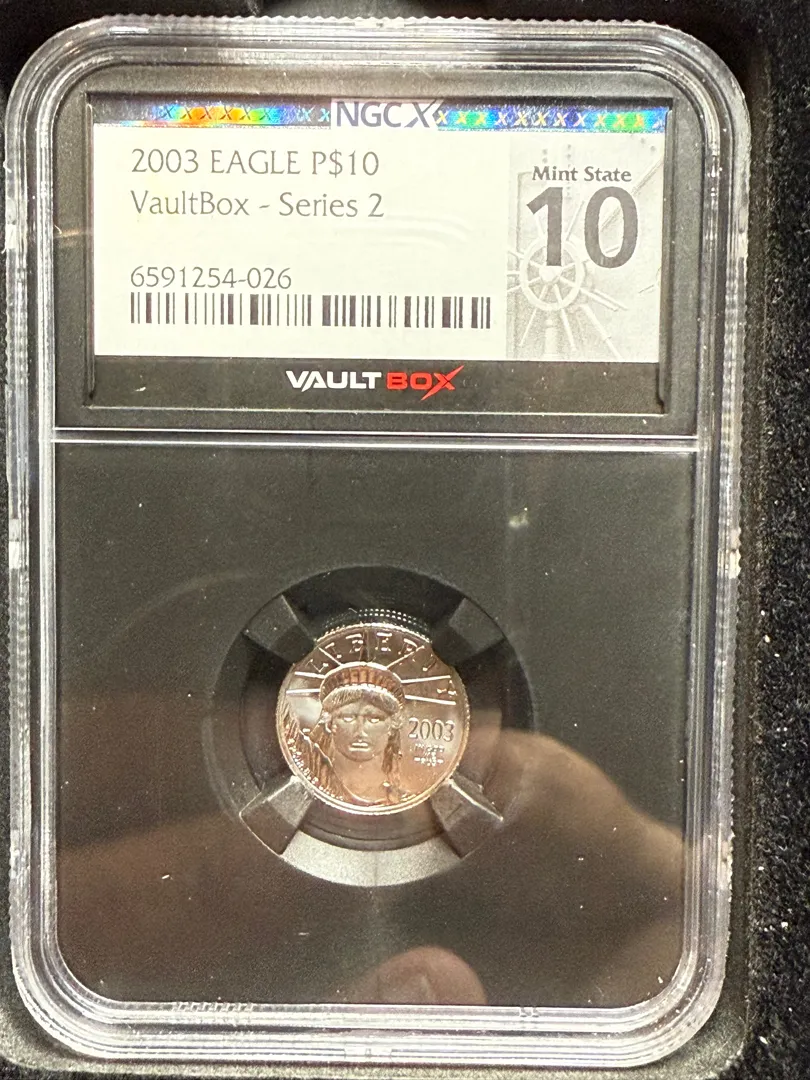 NGCX
2003 EAGLE P$10
VaultBox - Series 2
6591254-026
Mint State
10
VAULTBOX
LIBERTY
2003